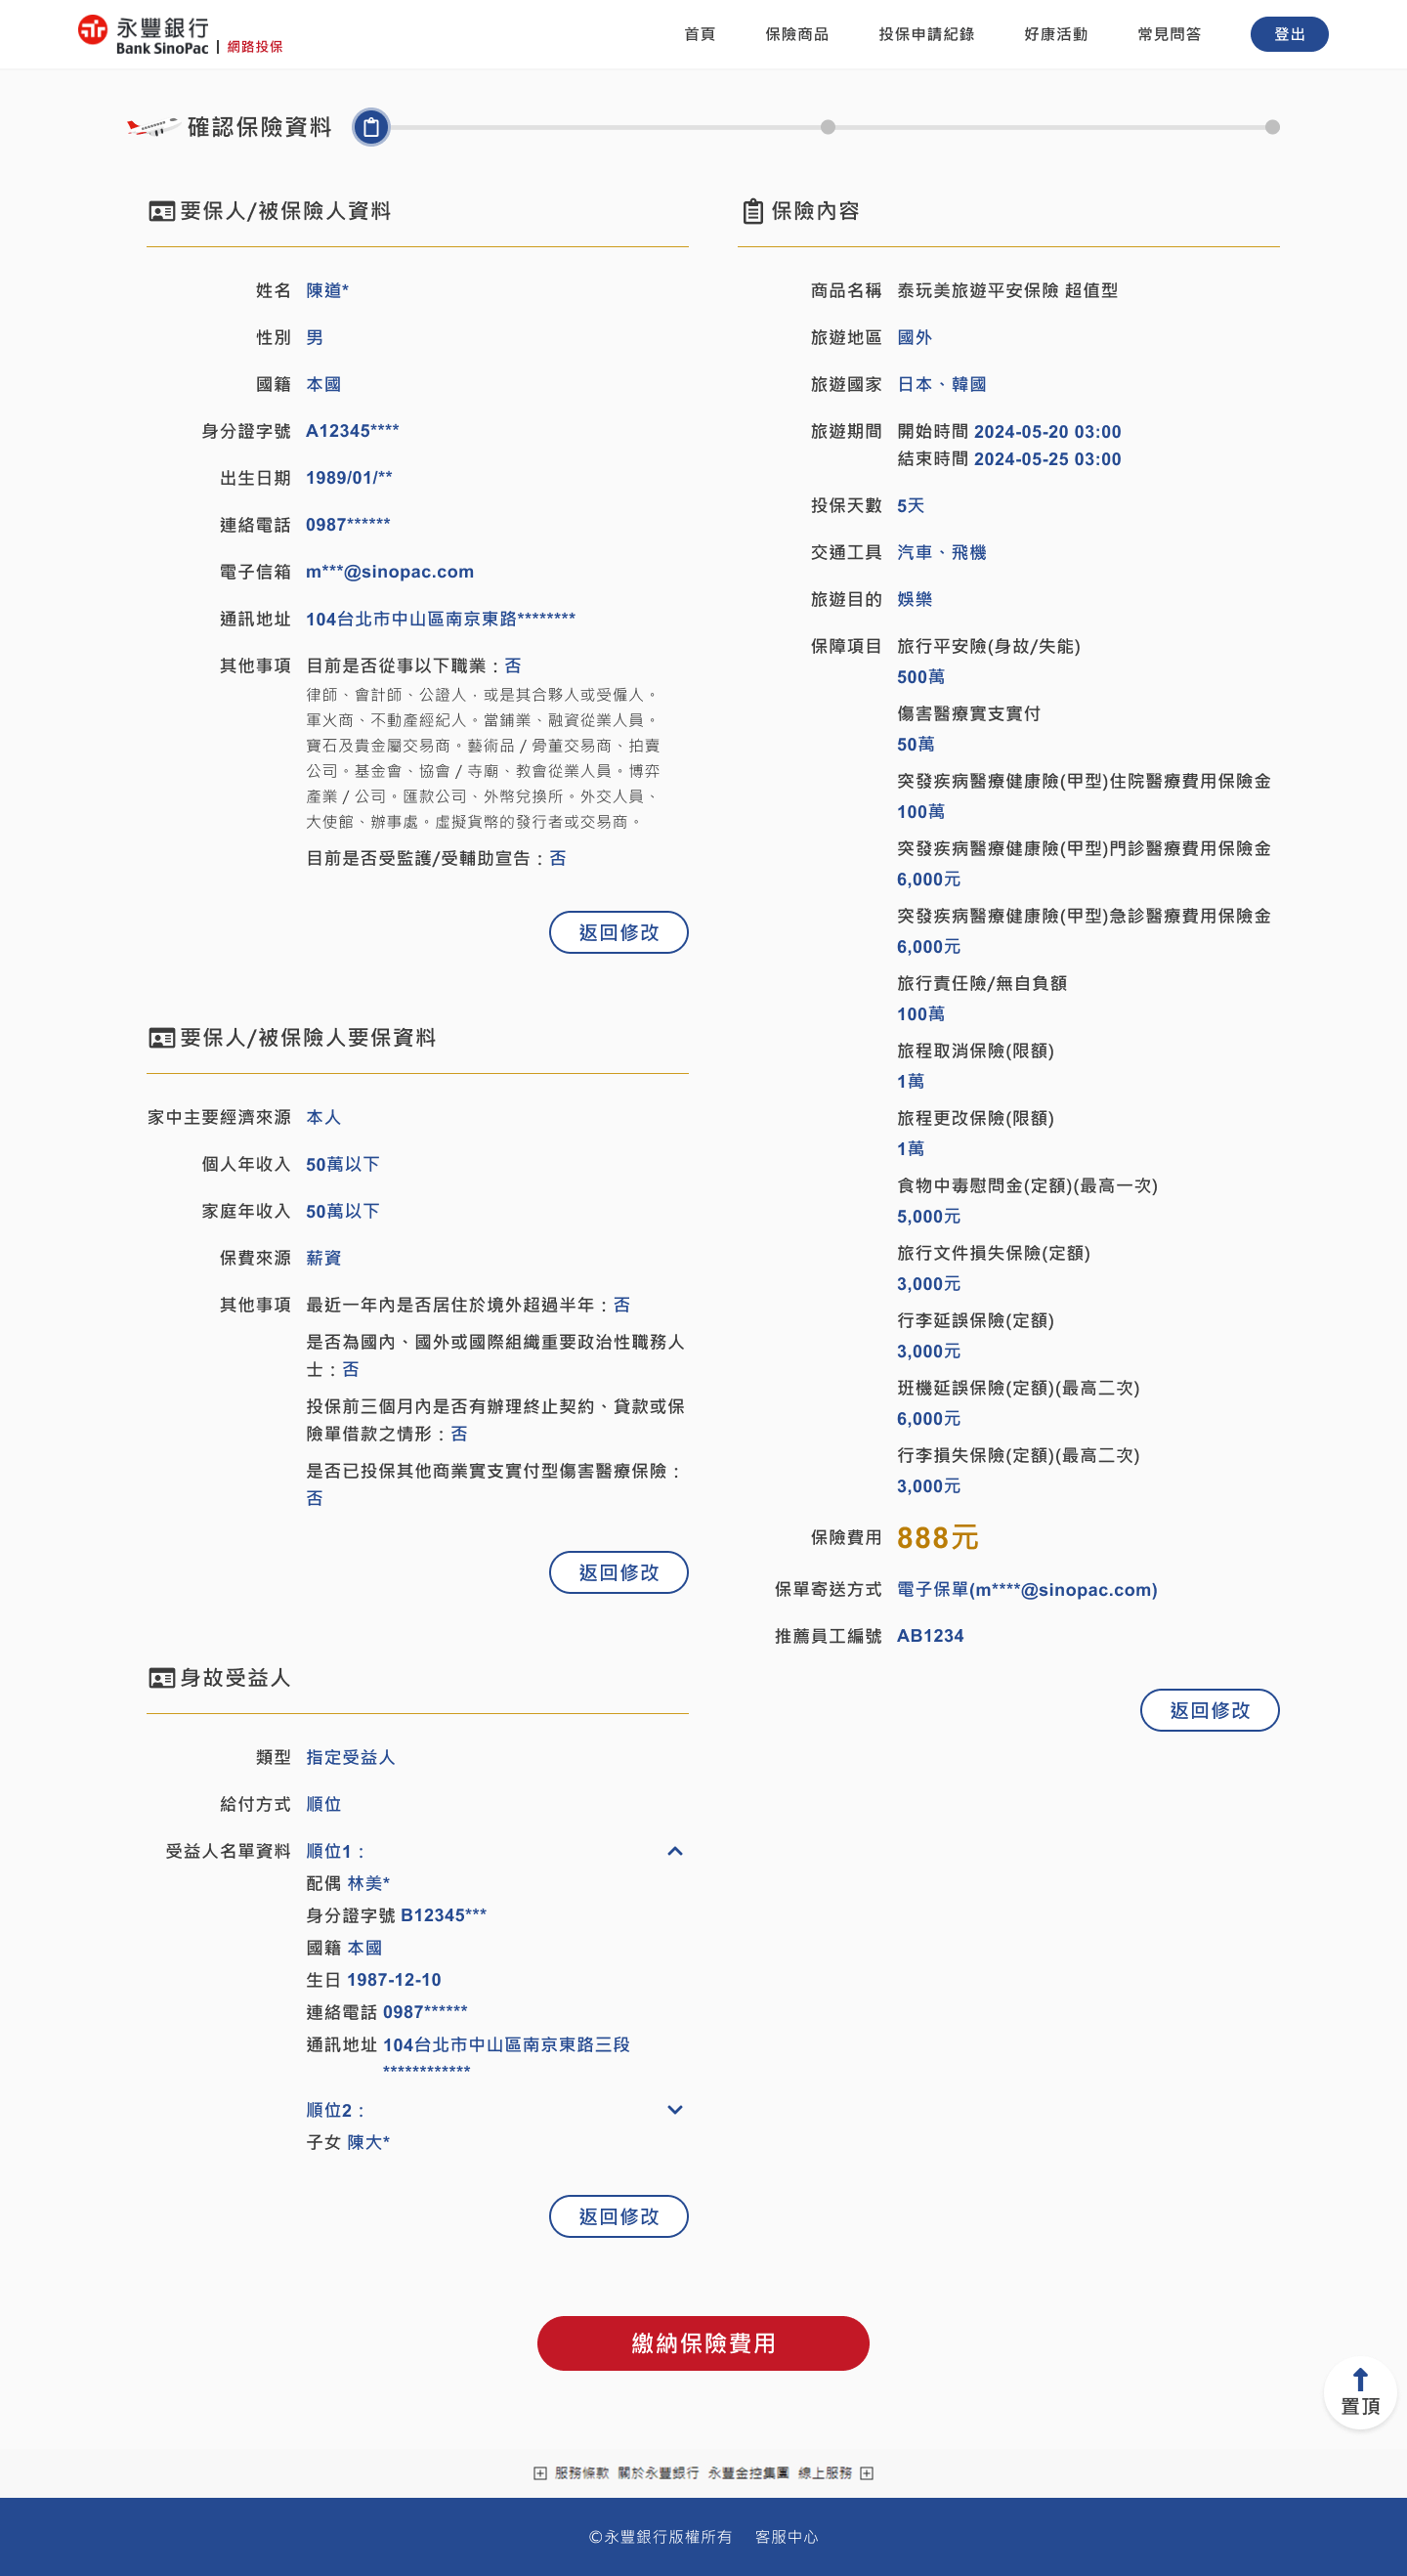 永豐銀行
Bank SinoPac | 網路投保
首頁 保險商品 投保申請紀錄 好康活動 常見問答 登出
確認保險資料
要保人/被保險人資料
姓名 陳道*
性別 男
國籍 本國
身分證字號 A12345****
出生日期 1989/01/**
連絡電話 0987******
電子信箱 m***@sinopac.com
通訊地址 104台北市中山區南京東路********
其他事項 目前是否從事以下職業：否
律師、會計師、公證人，或是其合夥人或受僱人。
軍火商、不動產經紀人。當鋪業、融資從業人員。
寶石及貴金屬交易商。藝術品 / 骨董交易商、拍賣
公司。基金會、協會 / 寺廟、教會從業人員。博弈
產業 / 公司。匯款公司、外幣兌換所。外交人員、
大使館、辦事處。虛擬貨幣的發行者或交易商。
目前是否受監護/受輔助宣告：否
返回修改
要保人/被保險人要保資料
家中主要經濟來源 本人
個人年收入 50萬以下
家庭年收入 50萬以下
保費來源 薪資
其他事項 最近一年內是否居住於境外超過半年：否
是否為國內、國外或國際組織重要政治性職務人
士：否
投保前三個月內是否有辦理終止契約、貸款或保
險單借款之情形：否
是否已投保其他商業實支實付型傷害醫療保險：
否
返回修改
身故受益人
類型 指定受益人
給付方式 順位
受益人名單資料 順位1：
配偶 林美*
身分證字號 B12345***
國籍 本國
生日 1987-12-10
連絡電話 0987******
通訊地址 104台北市中山區南京東路三段
************
順位2：
子女 陳大*
返回修改
保險內容
商品名稱 泰玩美旅遊平安保險 超值型
旅遊地區 國外
旅遊國家 日本、韓國
旅遊期間 開始時間 2024-05-20 03:00
結束時間 2024-05-25 03:00
投保天數 5天
交通工具 汽車、飛機
旅遊目的 娛樂
保障項目 旅行平安險(身故/失能)
500萬
傷害醫療實支實付
50萬
突發疾病醫療健康險(甲型)住院醫療費用保險金
100萬
突發疾病醫療健康險(甲型)門診醫療費用保險金
6,000元
突發疾病醫療健康險(甲型)急診醫療費用保險金
6,000元
旅行責任險/無自負額
100萬
旅程取消保險(限額)
1萬
旅程更改保險(限額)
1萬
食物中毒慰問金(定額)(最高一次)
5,000元
旅行文件損失保險(定額)
3,000元
行李延誤保險(定額)
3,000元
班機延誤保險(定額)(最高二次)
6,000元
行李損失保險(定額)(最高二次)
3,000元
保險費用 888元
保單寄送方式 電子保單(m****@sinopac.com)
推薦員工編號 AB1234
返回修改
繳納保險費用
置頂
服務條款 關於永豐銀行 永豐金控集團 線上服務
©永豐銀行版權所有 客服中心